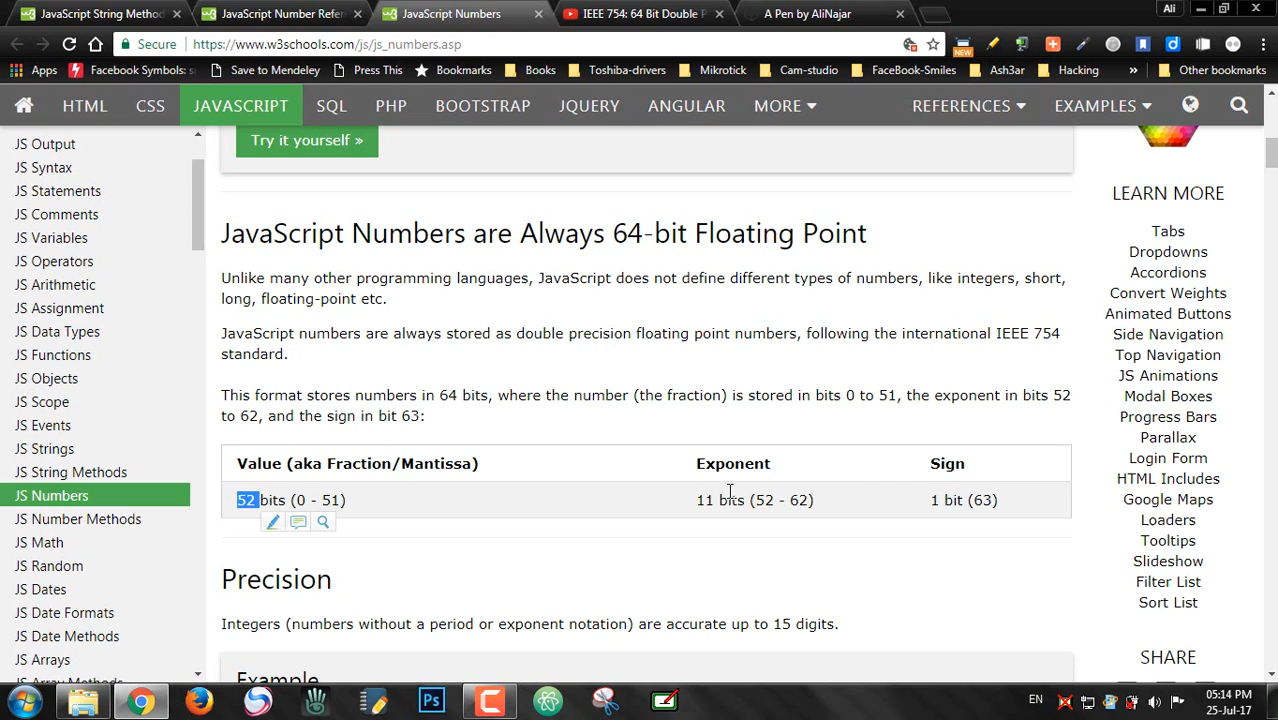 JavaScript String Method
JavaScript Number Refer
JavaScript Numbers
IEEE 754: 64 Bit Double P
A Pen by AliNajar
Ali
Secure
https://www.w3schools.com/js/js_numbers.asp
NEW
Apps
Facebook Symbols: s
Save to Mendeley
Press This
Bookmarks
Books
Toshiba-drivers
Mikrotick
Cam-studio
FaceBook-Smiles
Ash3ar
Hacking
»
Other bookmarks
HTML
CSS
JAVASCRIPT
SQL
PHP
BOOTSTRAP
JQUERY
ANGULAR
MORE
REFERENCES
EXAMPLES
JS Output
JS Syntax
JS Statements
JS Comments
JS Variables
JS Operators
JS Arithmetic
JS Assignment
JS Data Types
JS Functions
JS Objects
JS Scope
JS Events
JS Strings
JS String Methods
JS Numbers
JS Number Methods
JS Math
JS Random
JS Dates
JS Date Formats
JS Date Methods
JS Arrays
JS Array Methods
Try it yourself »
JavaScript Numbers are Always 64-bit Floating Point
Unlike many other programming languages, JavaScript does not define different types of numbers, like integers, short,
long, floating-point etc.
JavaScript numbers are always stored as double precision floating point numbers, following the international IEEE 754
standard.
This format stores numbers in 64 bits, where the number (the fraction) is stored in bits 0 to 51, the exponent in bits 52
to 62, and the sign in bit 63:
Value (aka Fraction/Mantissa)
Exponent
Sign
52 bits (0 - 51)
11 bits (52 - 62)
1 bit (63)
Precision
Integers (numbers without a period or exponent notation) are accurate up to 15 digits.
Example
LEARN MORE
Tabs
Dropdowns
Accordions
Convert Weights
Animated Buttons
Side Navigation
Top Navigation
JS Animations
Modal Boxes
Progress Bars
Parallax
Login Form
HTML Includes
Google Maps
Loaders
Tooltips
Slideshow
Filter List
Sort List
SHARE
Ps
EN
05:14 PM
25-Jul-17